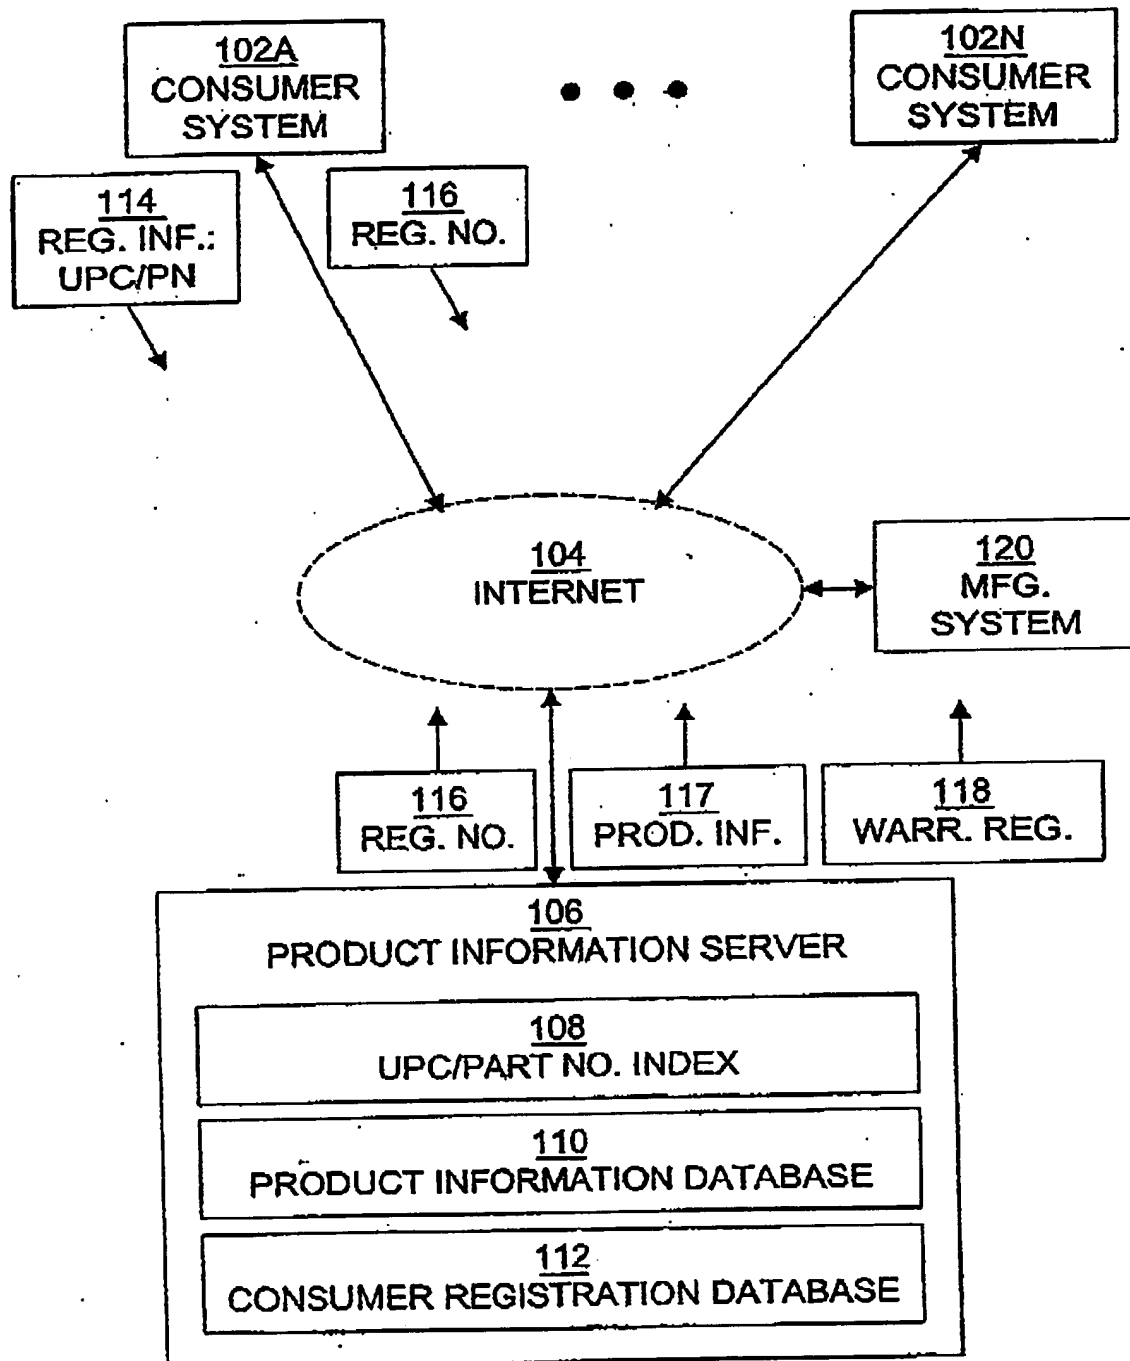 102A
CONSUMER
SYSTEM
102N
CONSUMER
SYSTEM
114
REG. INF.:
UPC/PN
116
REG. NO.
104
INTERNET
120
MFG.
SYSTEM
116
REG. NO.
117
PROD. INF.
118
WARR. REG.
106
PRODUCT INFORMATION SERVER
108
UPC/PART NO. INDEX
110
PRODUCT INFORMATION DATABASE
112
CONSUMER REGISTRATION DATABASE